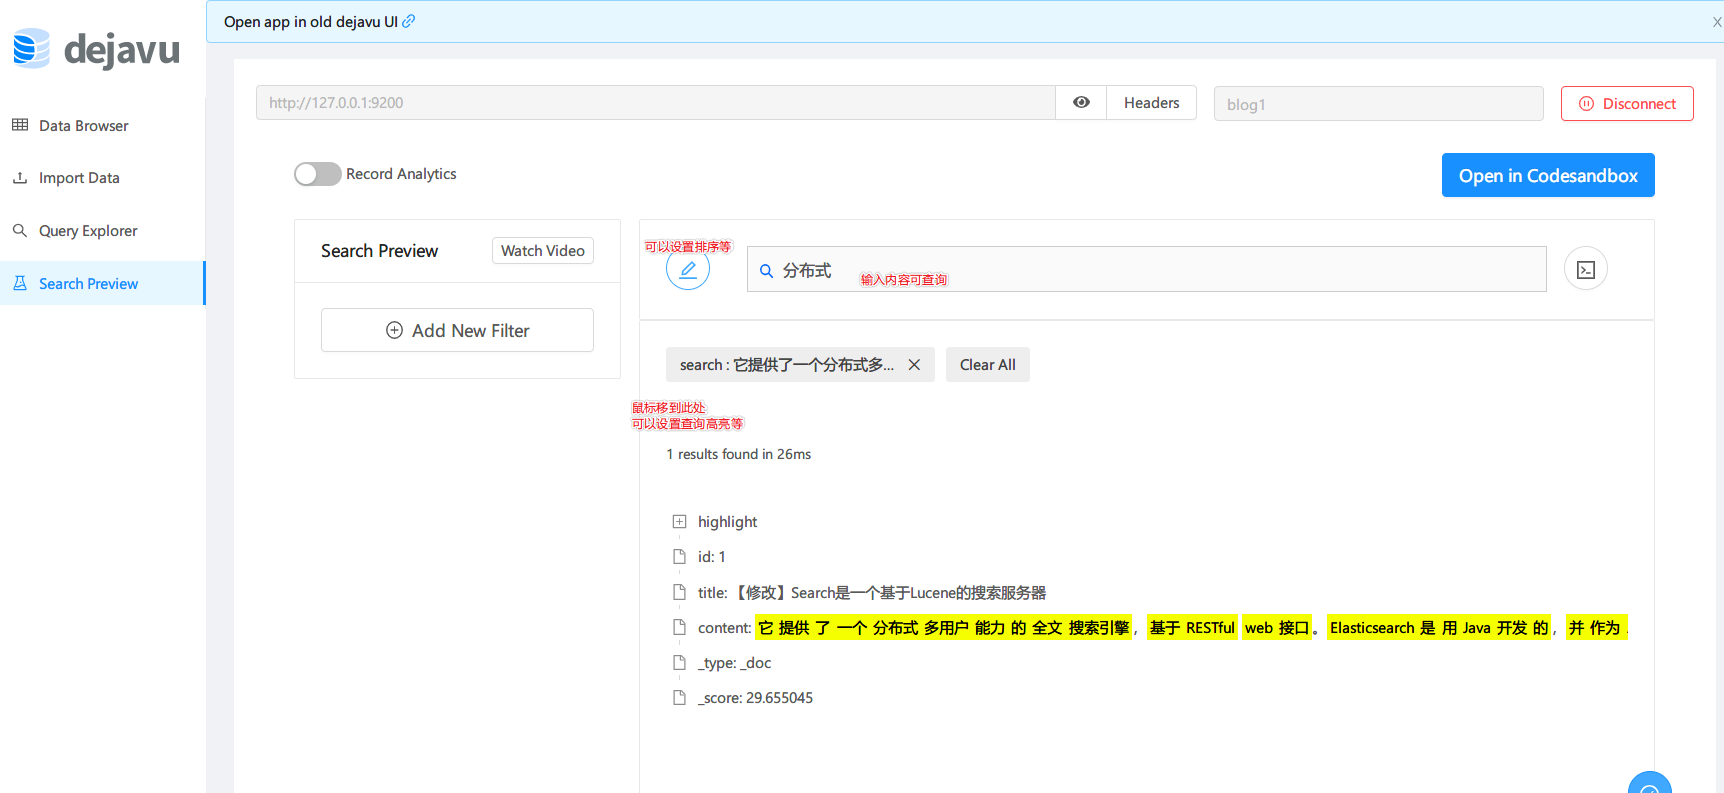 Open app in old dejavu UI
X
dejavu
http://127.0.0.1:9200
Headers
blog1
Disconnect
Data Browser
Import Data
Query Explorer
Search Preview
Record Analytics
Open in Codesandbox
Search Preview
Watch Video
Add New Filter
可以设置排序等
分布式
输入内容可查询
search : 它提供了一个分布式多...
Clear All
鼠标移到此处
可以设置查询高亮等
1 results found in 26ms
highlight
id: 1
title: 【修改】Search是一个基于Lucene的搜索服务器
content: 它 提供 了 一个 分布式 多用户 能力 的 全文 搜索引擎，基于 RESTful web 接口。Elasticsearch 是 用 Java 开发 的，并 作为
_type: _doc
_score: 29.655045